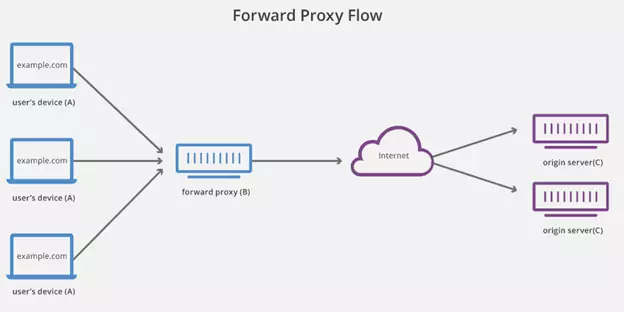 Forward Proxy Flow
example.com
user's device (A)
example.com
user's device (A)
example.com
user's device (A)
forward proxy (B)
Internet
origin server(C)
origin server(C)